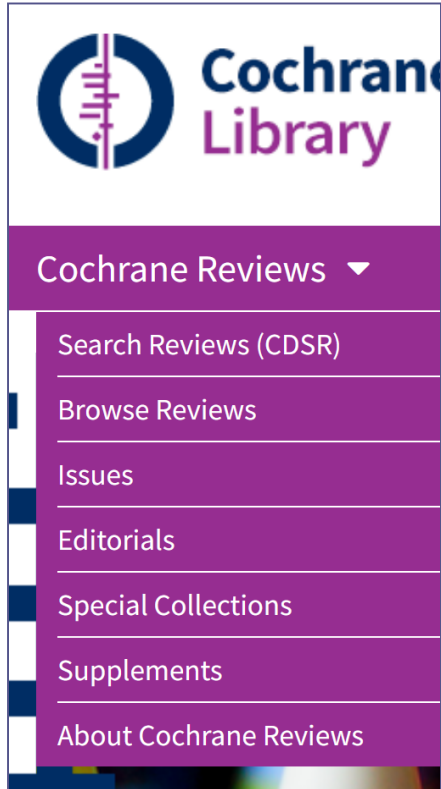 Cochrane
Library
Cochrane Reviews
Search Reviews (CDSR)
Browse Reviews
Issues
Editorials
Special Collections
Supplements
About Cochrane Reviews